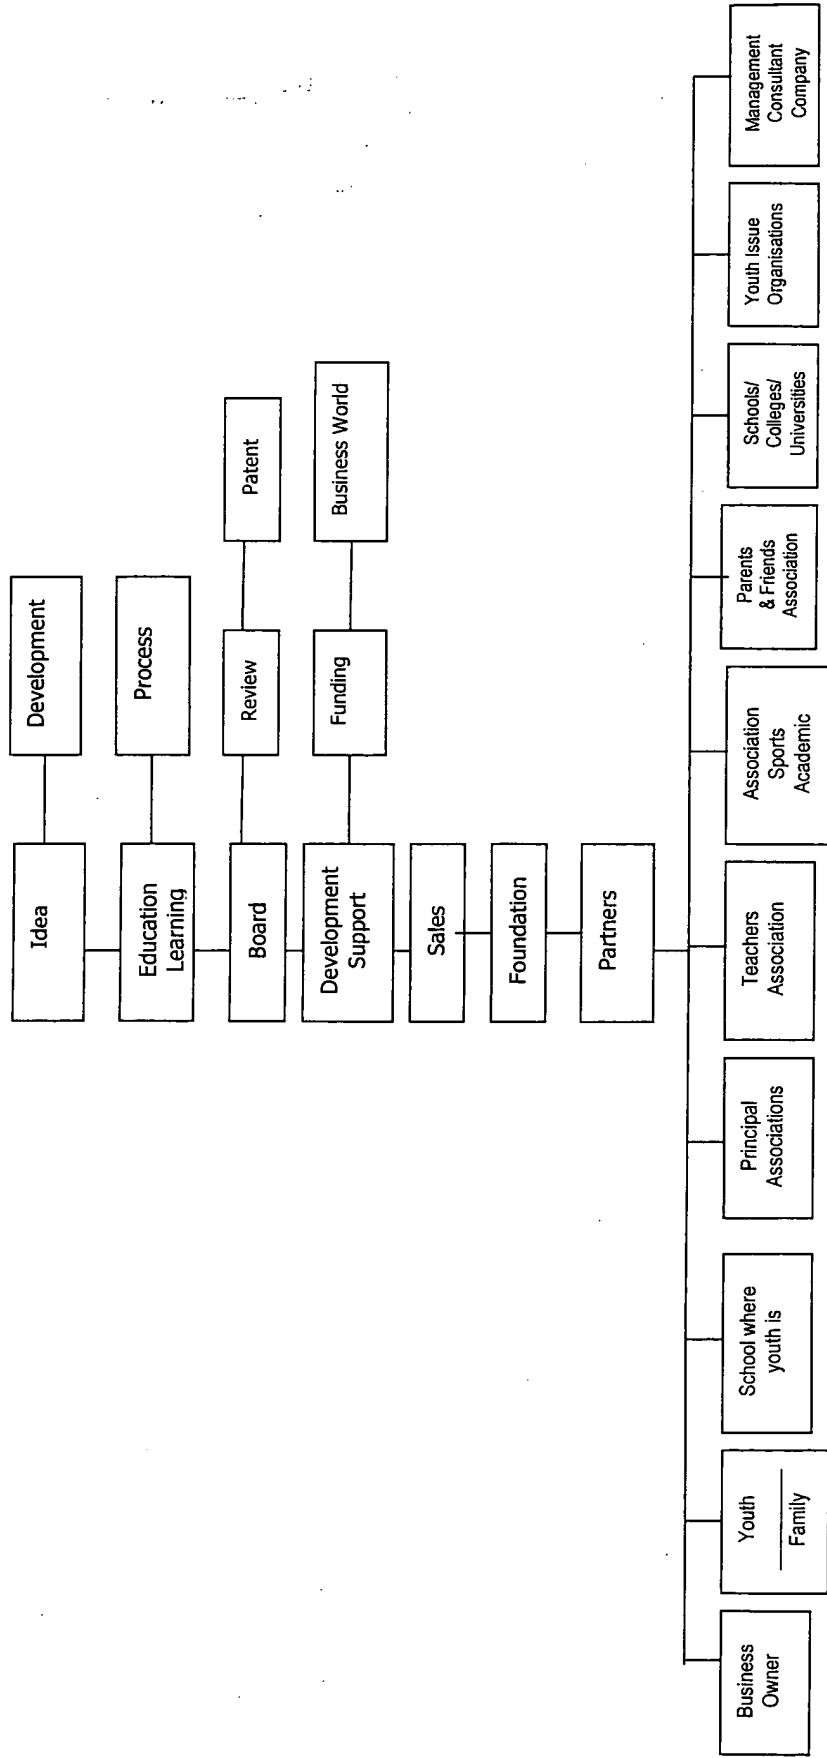 Idea
Development
Education
Learning
Process
Board
Review
Patent
Development
Support
Funding
Business World
Sales
Foundation
Partners
Business
Owner
Youth
Family
School where
youth is
Principal
Associations
Teachers
Association
Association
Sports
Academic
Parents
& Friends
Association
Schools/
Colleges/
Universities
Youth Issue
Organisations
Management
Consultant
Company